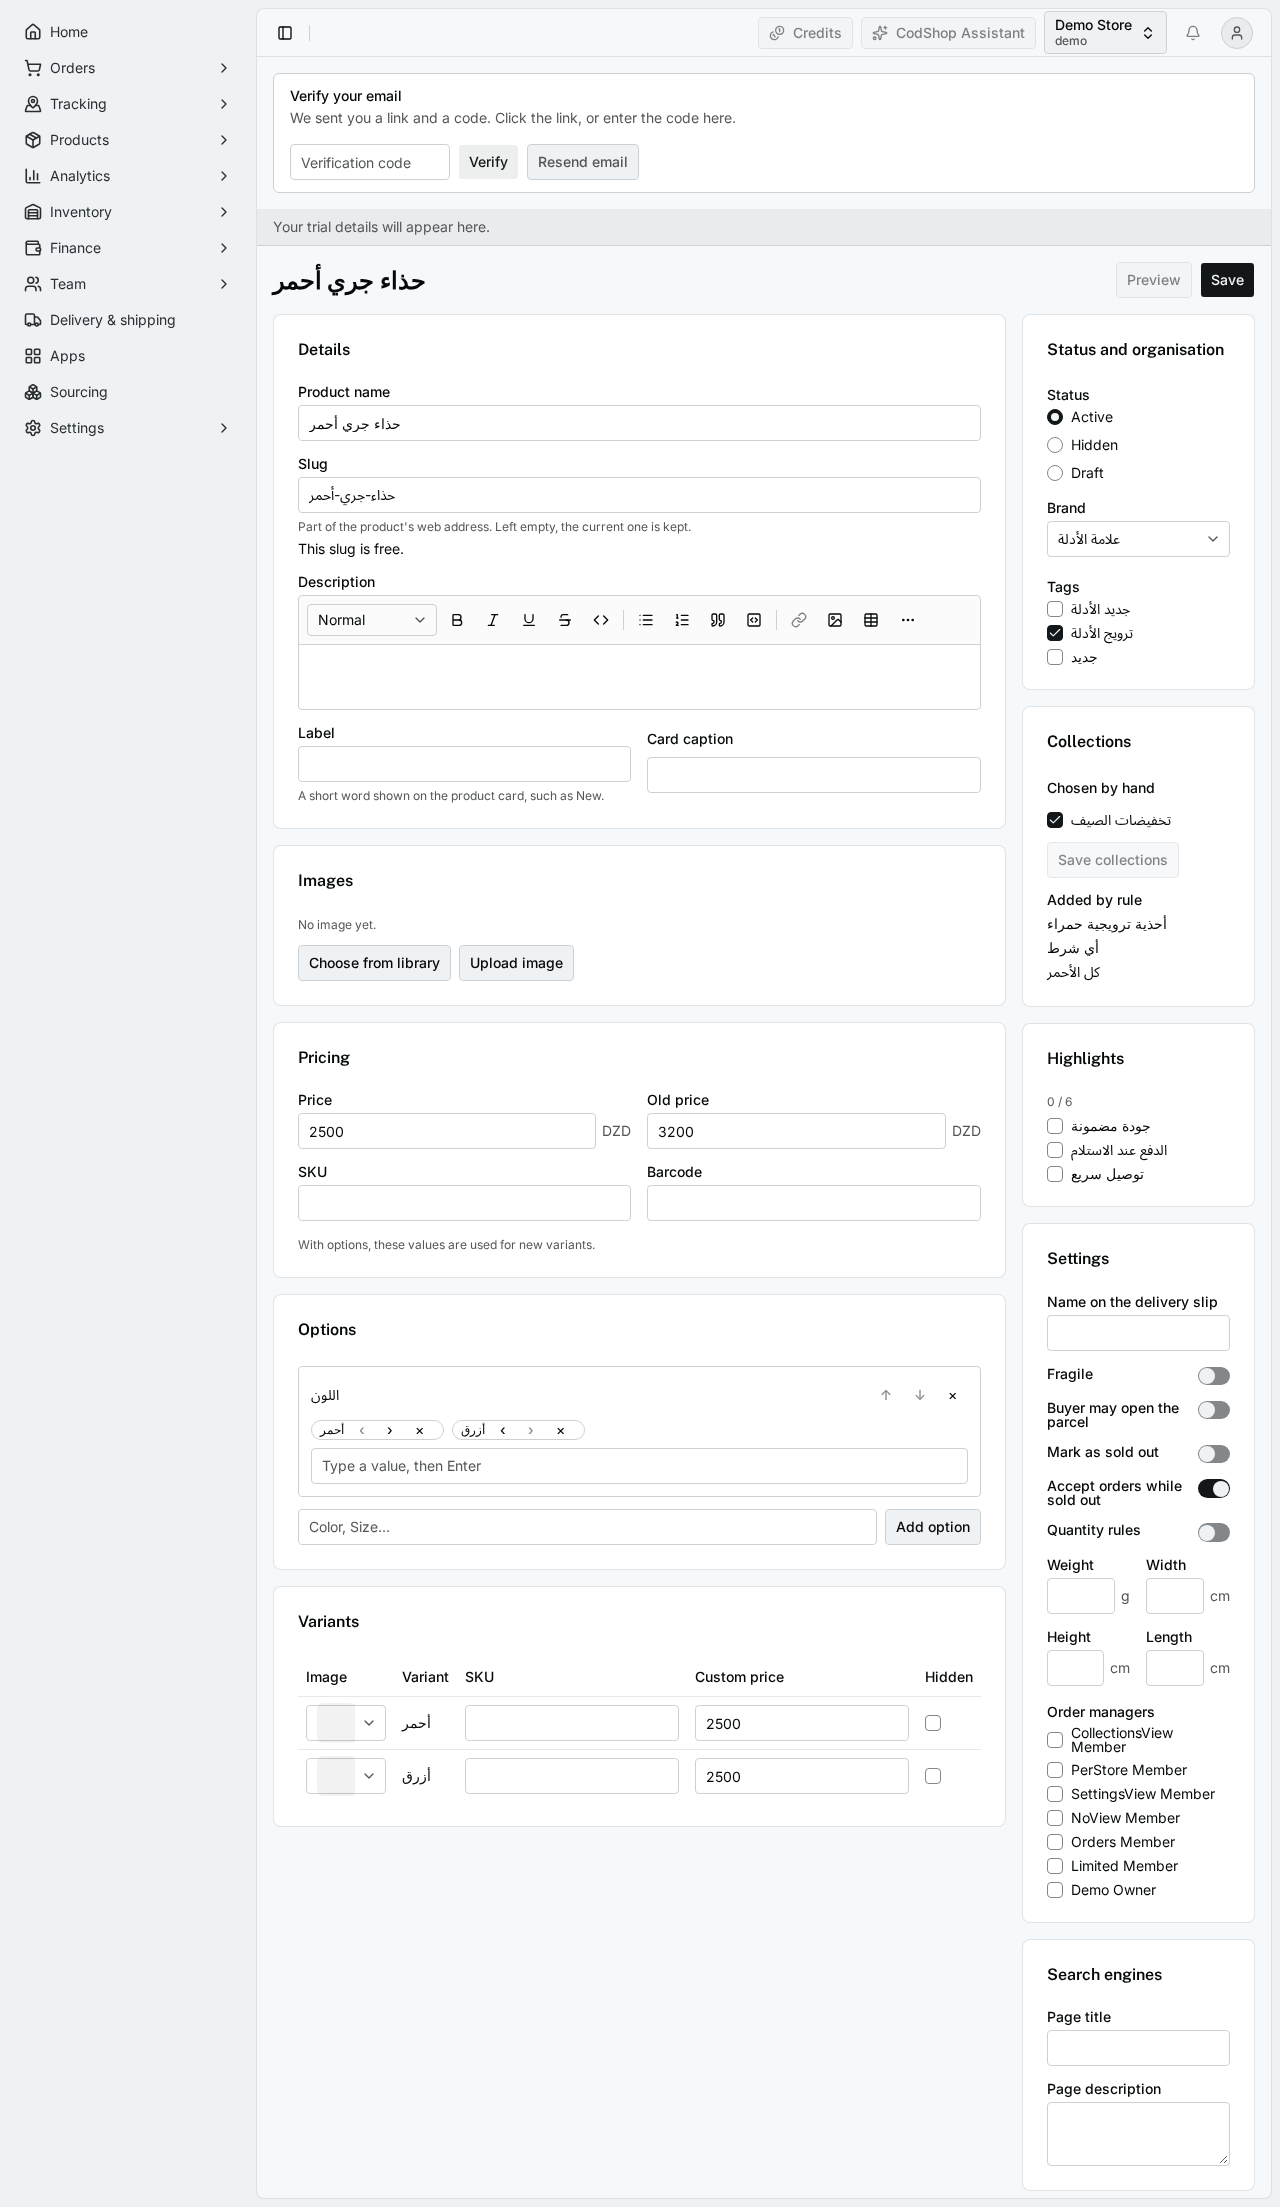 Home
Orders
Tracking
Products
Analytics
Inventory
Finance
Team
Delivery & shipping
Apps
Sourcing
Settings
Credits
CodShop Assistant
Demo Store
demo
Verify your email
We sent you a link and a code. Click the link, or enter the code here.
Verification code
Verify
Resend email
Your trial details will appear here.
حذاء جري أحمر
Preview
Save
Details
Product name
حذاء جري أحمر
Slug
حذاء-جري-أحمر
Part of the product's web address. Left empty, the current one is kept.
This slug is free.
Description
Normal
Label
A short word shown on the product card, such as New.
Card caption
Images
No image yet.
Choose from library
Upload image
Pricing
Price
2500 DZD
Old price
3200 DZD
SKU
Barcode
With options, these values are used for new variants.
Options
اللون
أحمر
أزرق
Type a value, then Enter
Color, Size...
Add option
Variants
Image Variant SKU Custom price Hidden
أحمر 2500
أزرق 2500
Status and organisation
Status
Active
Hidden
Draft
Brand
علامة الأدلة
Tags
جديد الأدلة
ترويج الأدلة
جديد
Collections
Chosen by hand
تخفيضات الصيف
Save collections
Added by rule
أحذية ترويجية حمراء
أي شرط
كل الأحمر
Highlights
0 / 6
جودة مضمونة
الدفع عند الاستلام
توصيل سريع
Settings
Name on the delivery slip
Fragile
Buyer may open the
parcel
Mark as sold out
Accept orders while
sold out
Quantity rules
Weight
g
Width
cm
Height
cm
Length
cm
Order managers
CollectionsView
Member
PerStore Member
SettingsView Member
NoView Member
Orders Member
Limited Member
Demo Owner
Search engines
Page title
Page description